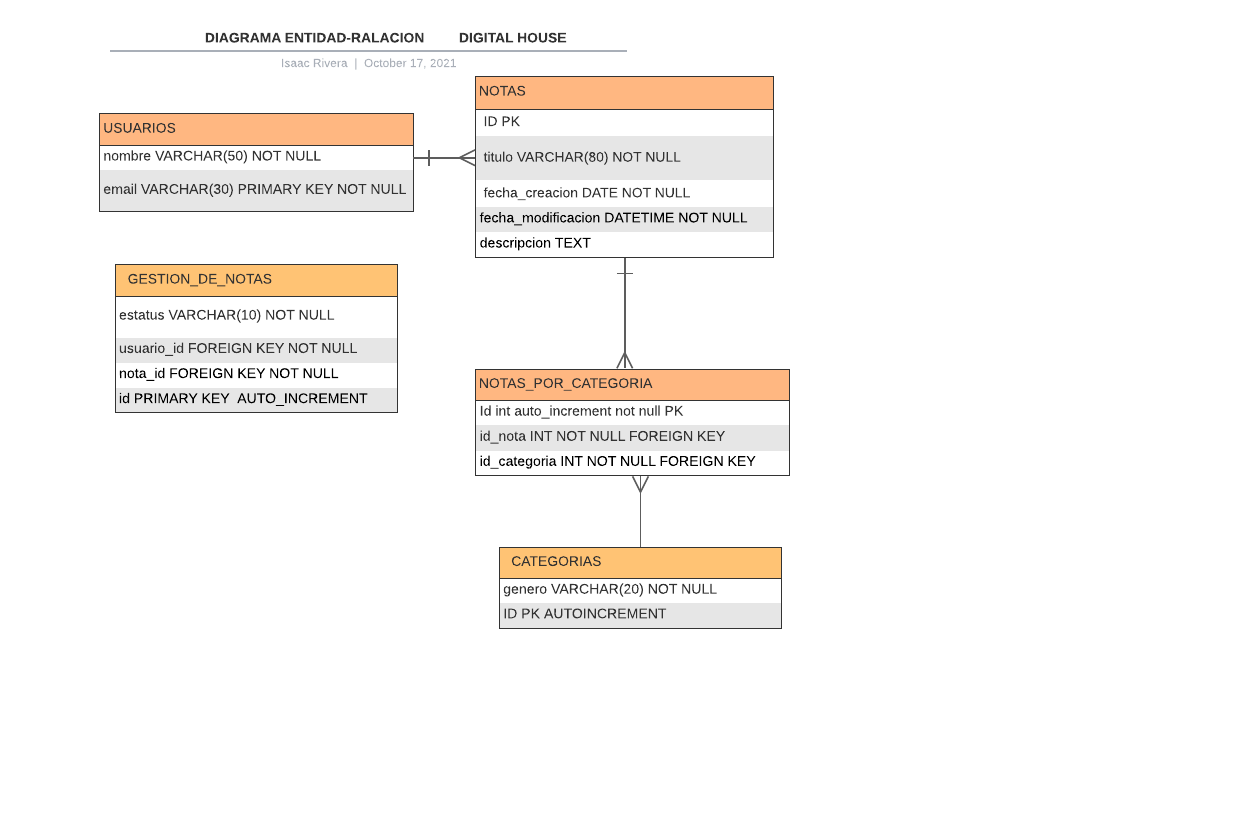 DIAGRAMA ENTIDAD-RALACION DIGITAL HOUSE
Isaac Rivera | October 17, 2021
USUARIOS
nombre VARCHAR(50) NOT NULL
email VARCHAR(30) PRIMARY KEY NOT NULL
NOTAS
ID PK
titulo VARCHAR(80) NOT NULL
fecha_creacion DATE NOT NULL
fecha_modificacion DATETIME NOT NULL
descripcion TEXT
GESTION_DE_NOTAS
estatus VARCHAR(10) NOT NULL
usuario_id FOREIGN KEY NOT NULL
nota_id FOREIGN KEY NOT NULL
id PRIMARY KEY AUTO_INCREMENT
NOTAS_POR_CATEGORIA
Id int auto_increment not null PK
id_nota INT NOT NULL FOREIGN KEY
id_categoria INT NOT NULL FOREIGN KEY
CATEGORIAS
genero VARCHAR(20) NOT NULL
ID PK AUTOINCREMENT